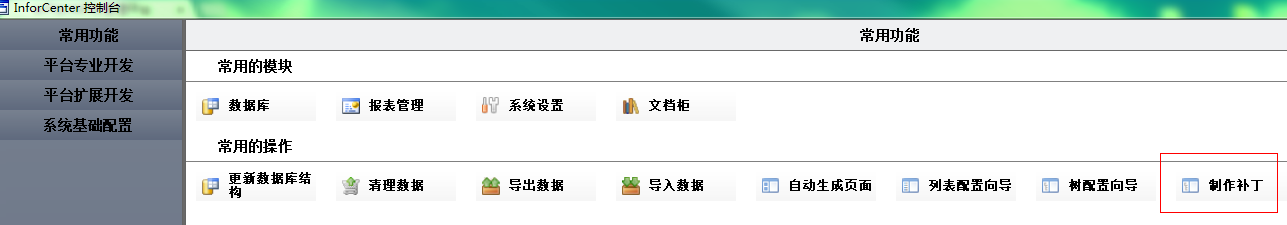 InforCenter 控制台
常用功能
平台专业开发
平台扩展开发
系统基础配置
常用功能
常用的模块
数据库
报表管理
系统设置
文档柜
常用的操作
更新数据库结
构
清理数据
导出数据
导入数据
自动生成页面
列表配置向导
树配置向导
制作补丁